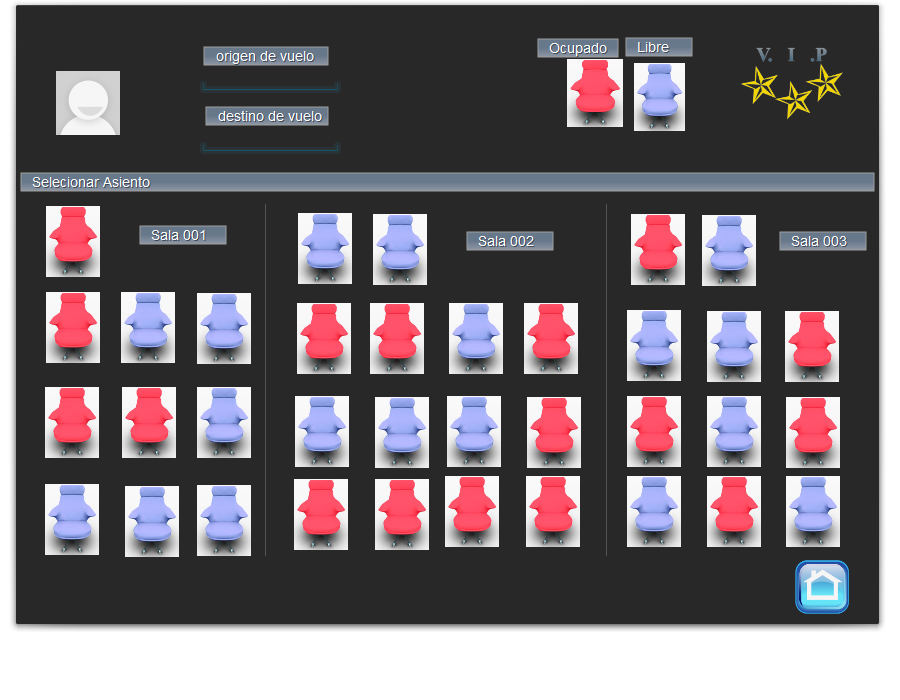 origen de vuelo
Ocupado
Libre
V. I .P
destino de vuelo
Selecionar Asiento
Sala 001
Sala 002
Sala 003